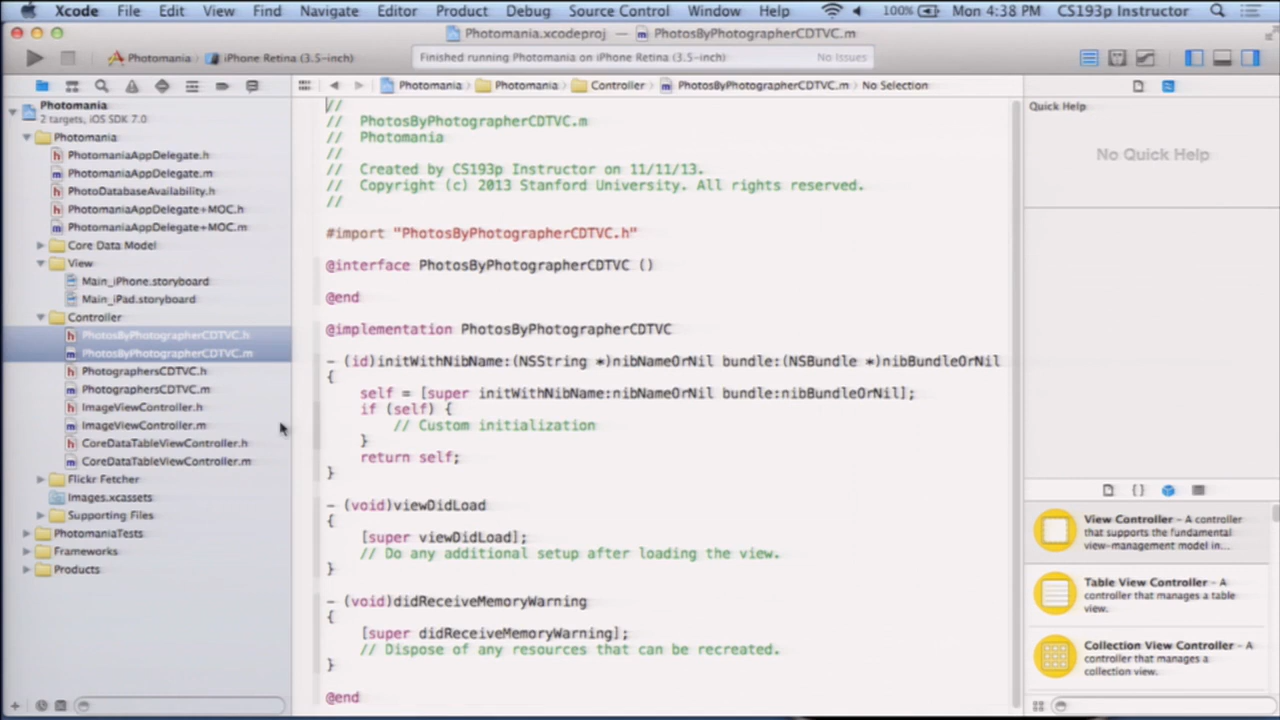 Xcode File Edit View Find Navigate Editor Product Debug Source Control Window Help 100% Mon 4:38 PM CS193p Instructor
Photomania.xcodeproj — PhotosByPhotographerCDTVC.m
Photomania iPhone Retina (3.5-inch) Finished running Photomania on iPhone Retina (3.5-inch) No Issues
Photomania Photomania Controller PhotosByPhotographerCDTVC.m No Selection
Photomania
2 targets, iOS SDK 7.0
Photomania
PhotomaniaAppDelegate.h
PhotomaniaAppDelegate.m
PhotoDatabaseAvailability.h
PhotomaniaAppDelegate+MOC.h
PhotomaniaAppDelegate+MOC.m
Core Data Model
View
Main_iPhone.storyboard
Main_iPad.storyboard
Controller
PhotosByPhotographerCDTVC.h
PhotosByPhotographerCDTVC.m
PhotographersCDTVC.h
PhotographersCDTVC.m
ImageViewController.h
ImageViewController.m
CoreDataTableViewController.h
CoreDataTableViewController.m
Flickr Fetcher
Images.xcassets
Supporting Files
PhotomaniaTests
Frameworks
Products
//
// PhotosByPhotographerCDTVC.m
// Photomania
//
// Created by CS193p Instructor on 11/11/13.
// Copyright (c) 2013 Stanford University. All rights reserved.
//
#import "PhotosByPhotographerCDTVC.h"
@interface PhotosByPhotographerCDTVC ()
@end
@implementation PhotosByPhotographerCDTVC
- (id)initWithNibName:(NSString *)nibNameOrNil bundle:(NSBundle *)nibBundleOrNil
{
self = [super initWithNibName:nibNameOrNil bundle:nibBundleOrNil];
if (self) {
// Custom initialization
}
return self;
}
- (void)viewDidLoad
{
[super viewDidLoad];
// Do any additional setup after loading the view.
}
- (void)didReceiveMemoryWarning
{
[super didReceiveMemoryWarning];
// Dispose of any resources that can be recreated.
}
@end
Quick Help
No Quick Help
{ }
View Controller - A controller
that supports the fundamental
view-management model in...
Table View Controller - A
controller that manages a table
view.
Collection View Controller - A
controller that manages a
collection view.